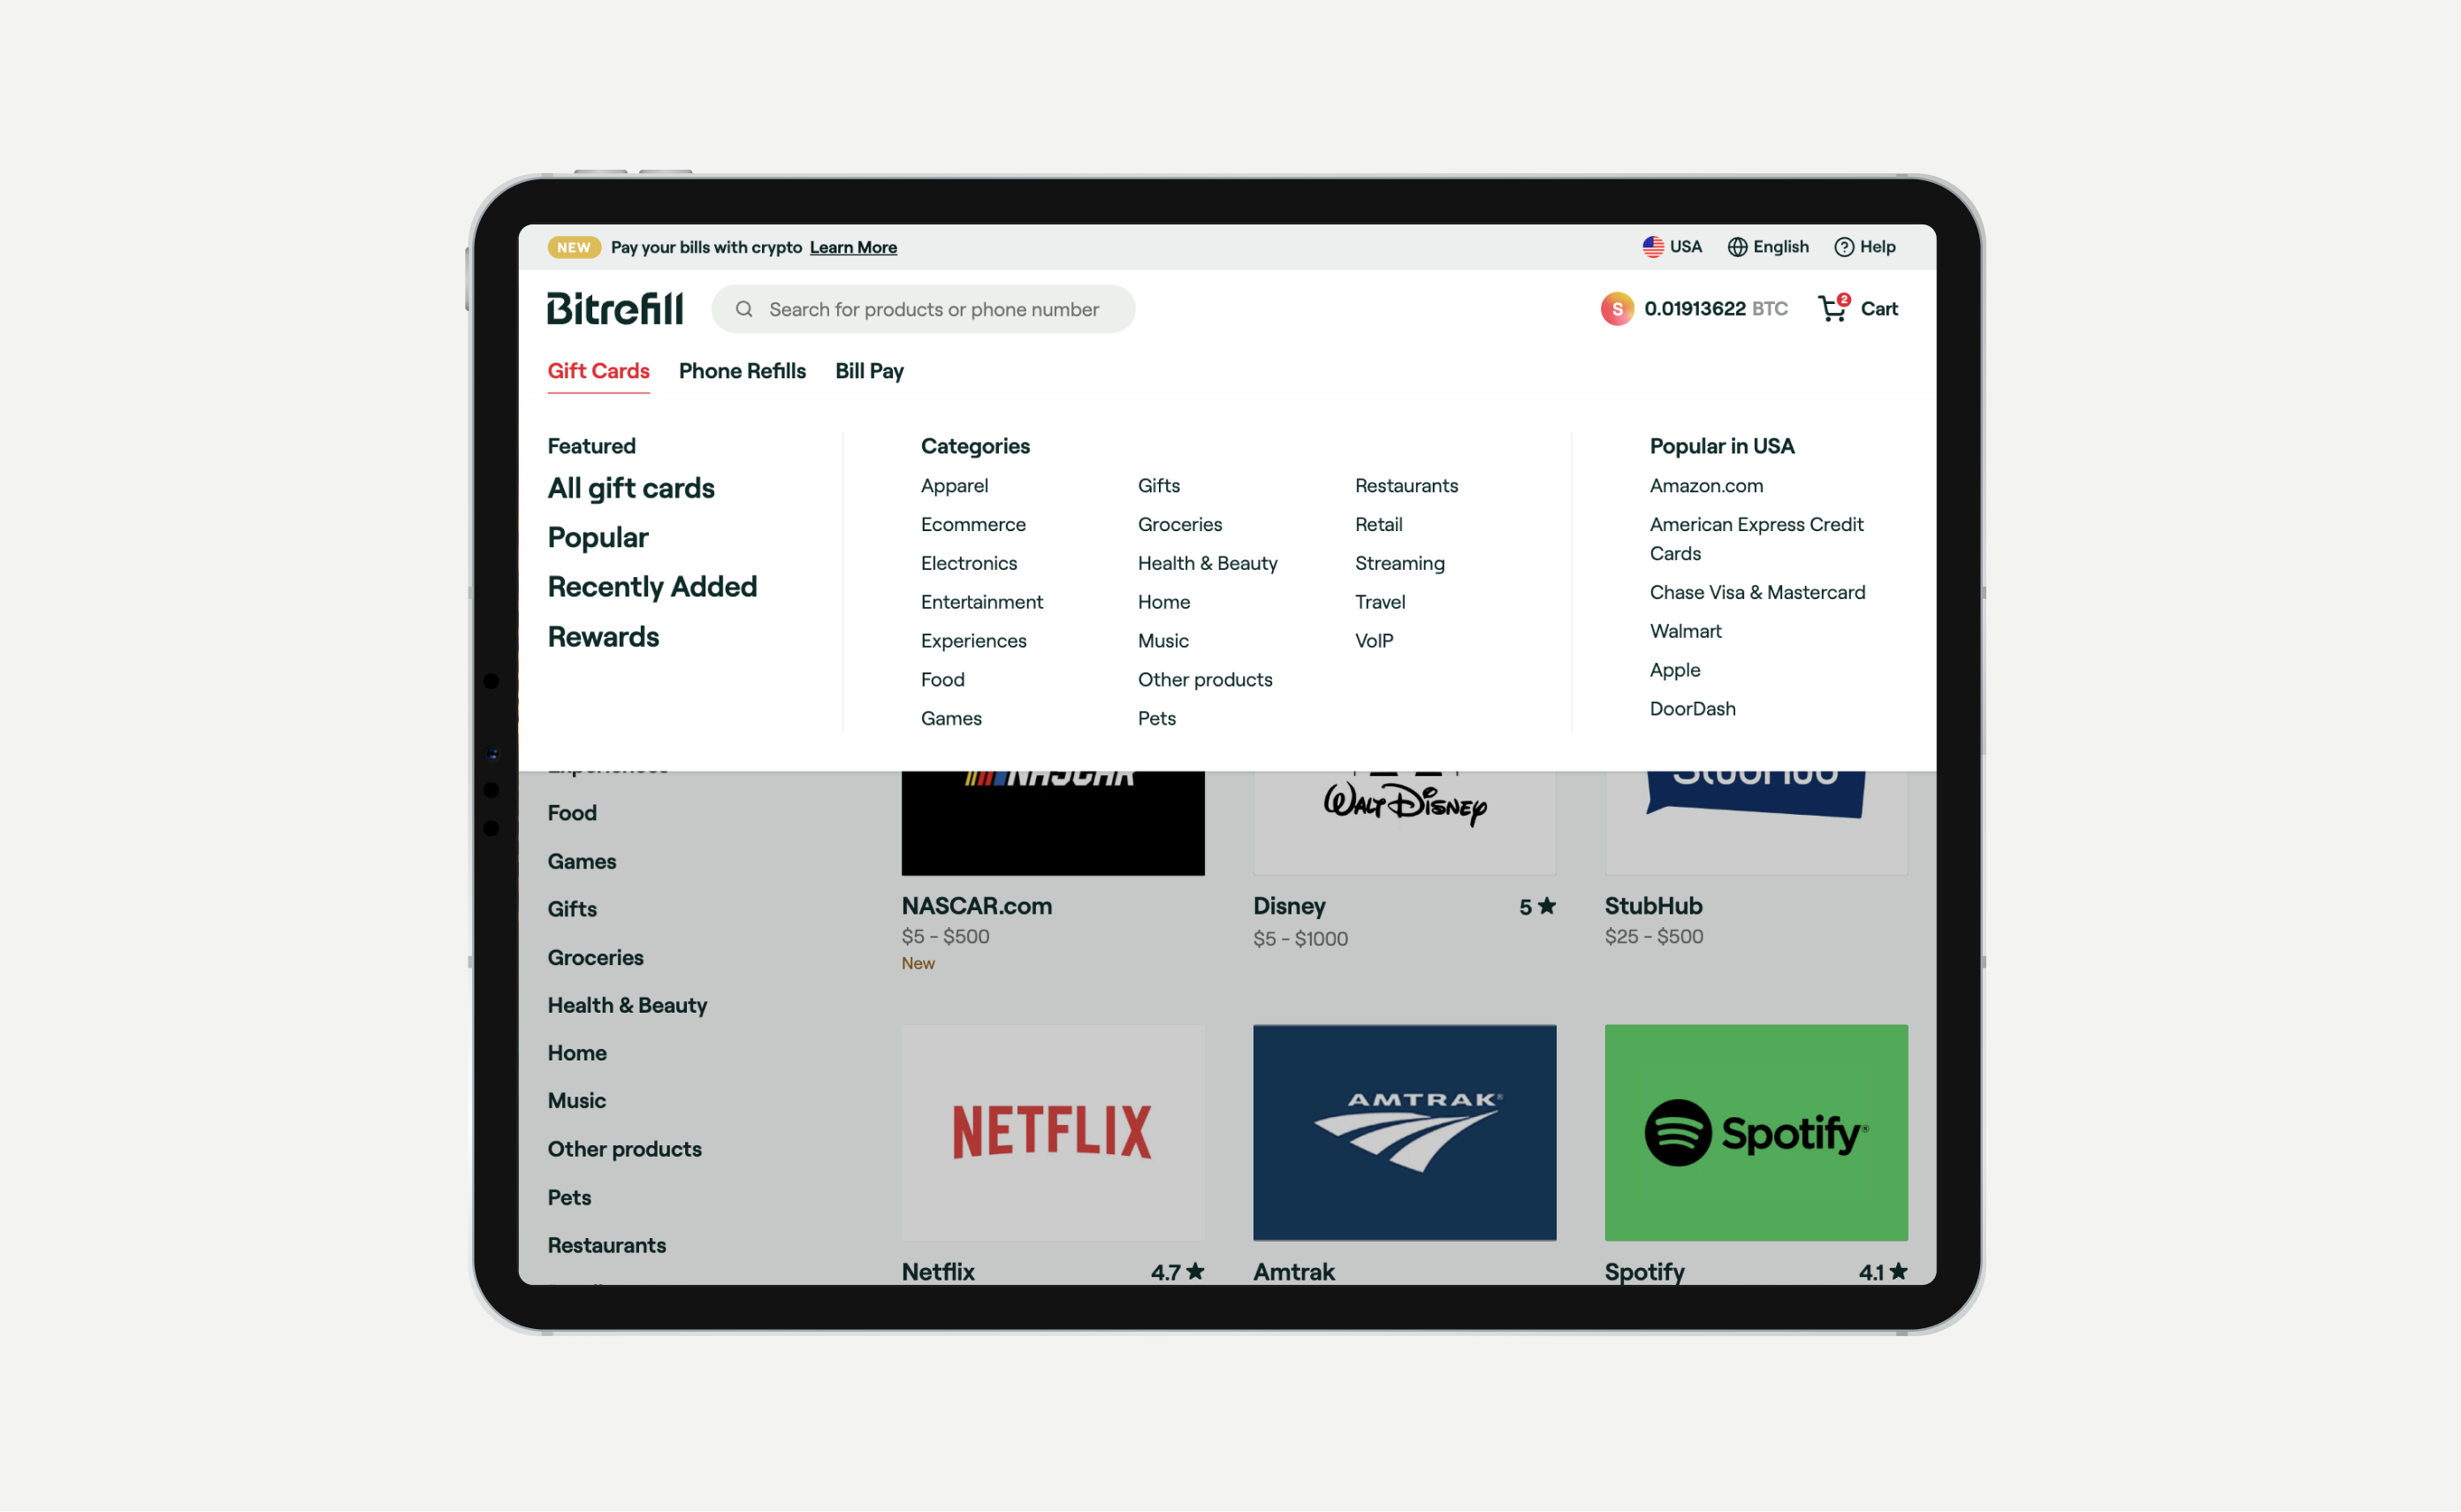 NEW Pay your bills with crypto Learn More
USA English Help
Bitrefill
Search for products or phone number
S 0.01913622 BTC
2 Cart
Gift Cards Phone Refills Bill Pay
Featured
All gift cards
Popular
Recently Added
Rewards
Categories
Apparel
Ecommerce
Electronics
Entertainment
Experiences
Food
Games
Gifts
Groceries
Health & Beauty
Home
Music
Other products
Pets
Restaurants
Retail
Streaming
Travel
VoIP
Popular in USA
Amazon.com
American Express Credit
Cards
Chase Visa & Mastercard
Walmart
Apple
DoorDash
Food
Games
Gifts
Groceries
Health & Beauty
Home
Music
Other products
Pets
Restaurants
NASCAR
NASCAR.com
$5 - $500
New
WALT DISNEY
Disney 5 ★
$5 - $1000
StubHub
StubHub
$25 - $500
NETFLIX
Netflix 4.7 ★
AMTRAK®
Amtrak
Spotify®
Spotify 4.1 ★